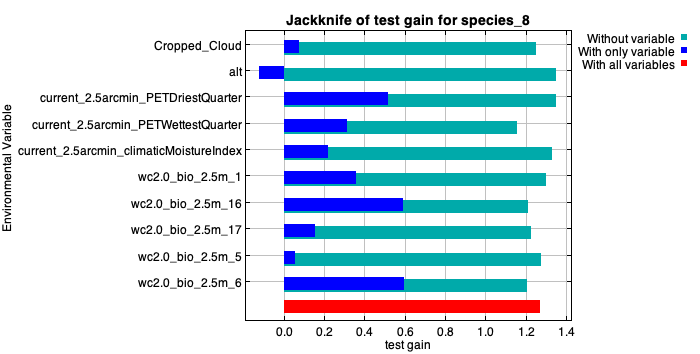 Jackknife of test gain for species_8
Environmental Variable
Cropped_Cloud
alt
current_2.5arcmin_PETDriestQuarter
current_2.5arcmin_PETWettestQuarter
current_2.5arcmin_climaticMoistureIndex
wc2.0_bio_2.5m_1
wc2.0_bio_2.5m_16
wc2.0_bio_2.5m_17
wc2.0_bio_2.5m_5
wc2.0_bio_2.5m_6
0.0 0.2 0.4 0.6 0.8 1.0 1.2 1.4
test gain
Without variable
With only variable
With all variables